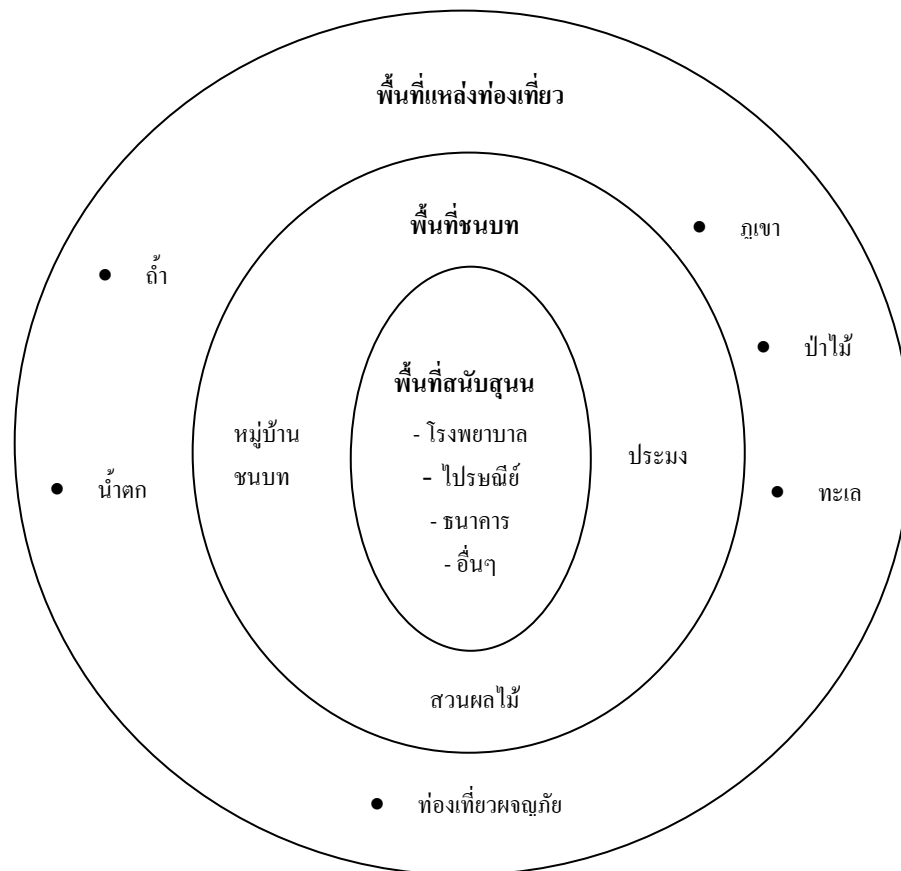 พื้นที่แหล่งท่องเที่ยว
พื้นที่ชนบท
● ภูเขา
● ถ้ำ
● ป่าไม้
พื้นที่สนับสุนน
- โรงพยาบาล
- ไปรษณีย์
- ธนาคาร
- อื่นๆ
หมู่บ้าน
ชนบท
ประมง
● น้ำตก
● ทะเล
สวนผลไม้
● ท่องเที่ยวผจญภัย